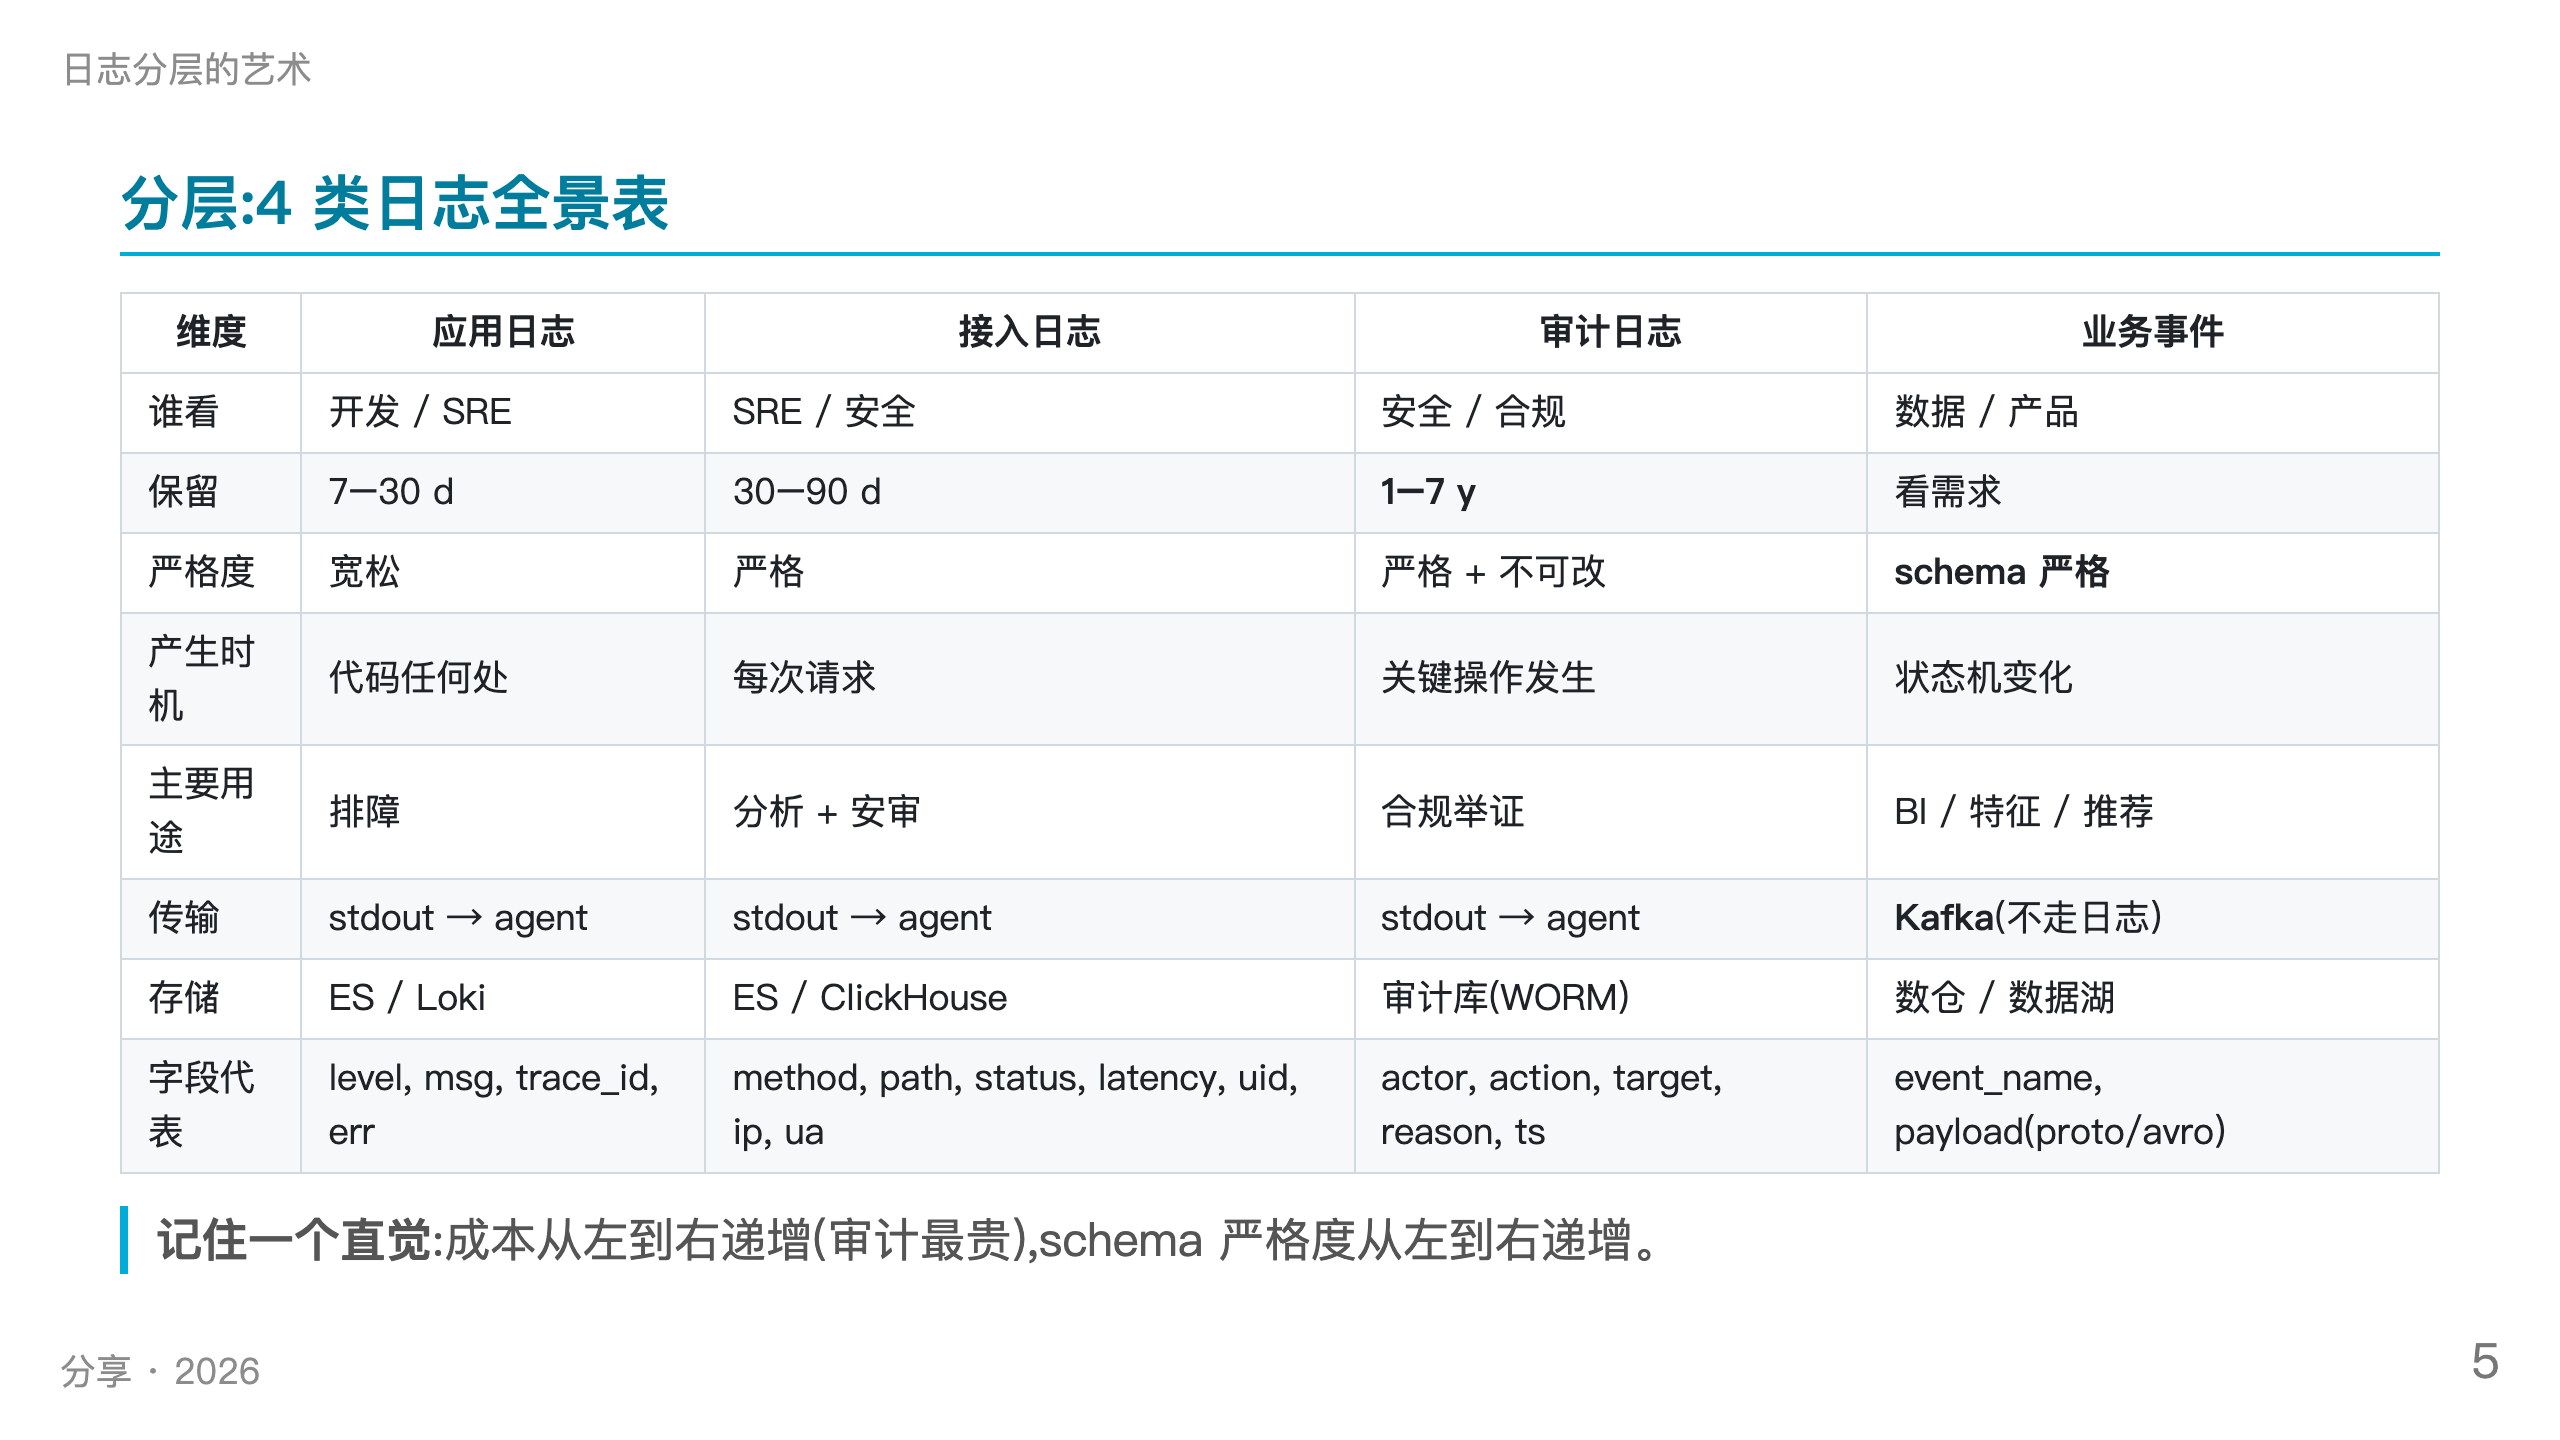 日志分层的艺术
分层:4 类日志全景表
维度 应用日志 接入日志 审计日志 业务事件
谁看 开发 / SRE SRE / 安全 安全 / 合规 数据 / 产品
保留 7–30 d 30–90 d 1–7 y 看需求
严格度 宽松 严格 严格 + 不可改 schema 严格
产生时
机
代码任何处 每次请求 关键操作发生 状态机变化
主要用
途
排障 分析 + 安审 合规举证 BI / 特征 / 推荐
传输 stdout → agent stdout → agent stdout → agent Kafka(不走日志)
存储 ES / Loki ES / ClickHouse 审计库(WORM) 数仓 / 数据湖
字段代
表
level, msg, trace_id,
err
method, path, status, latency, uid,
ip, ua
actor, action, target,
reason, ts
event_name,
payload(proto/avro)
记住一个直觉:成本从左到右递增(审计最贵),schema 严格度从左到右递增。
分享 · 2026
5